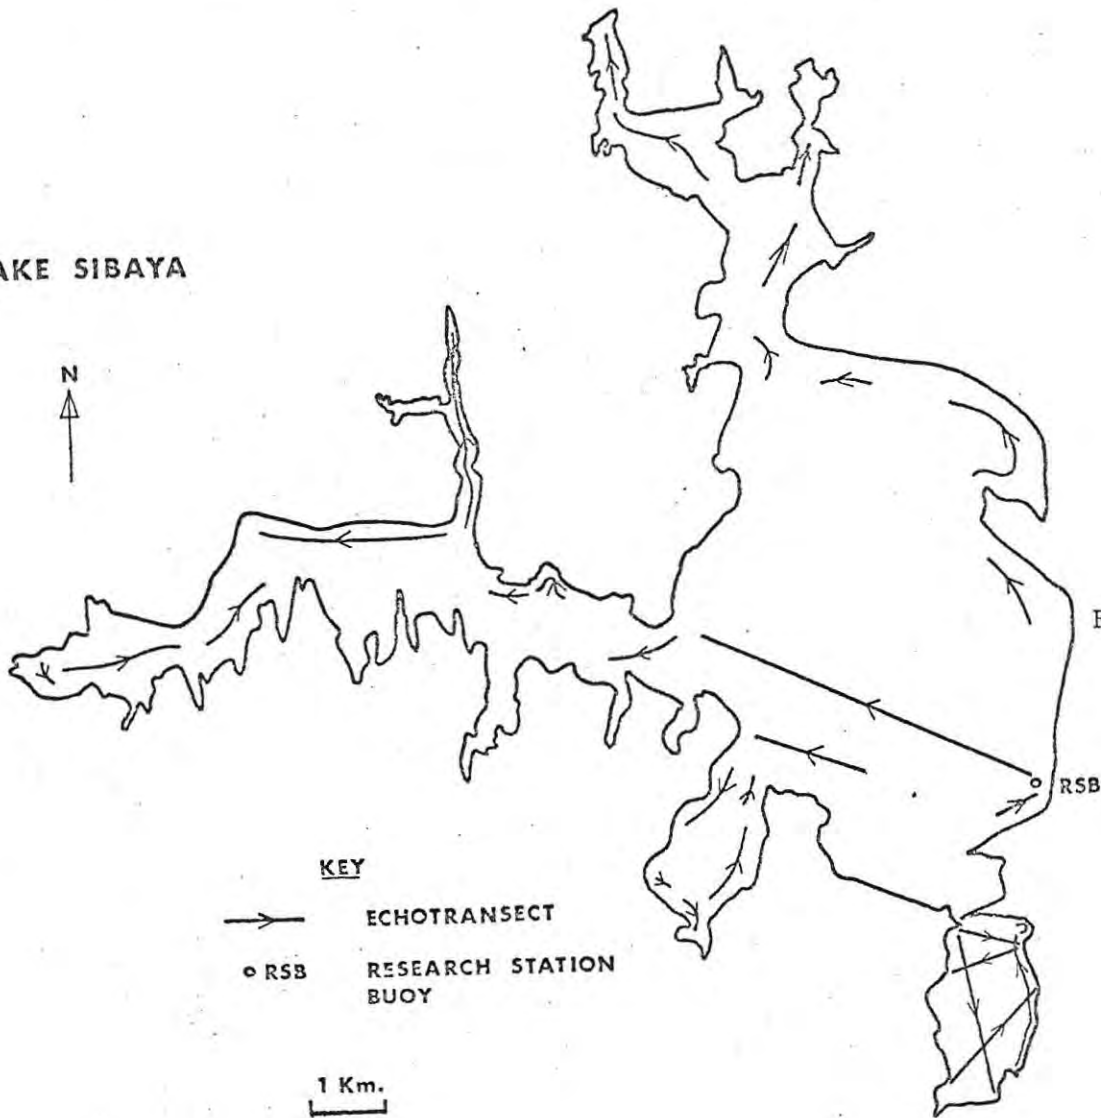 AKE SIBAYA
N
RSB
KEY
ECHOTRANSECT
RSB RESEARCH STATION
BUOY
1 Km.